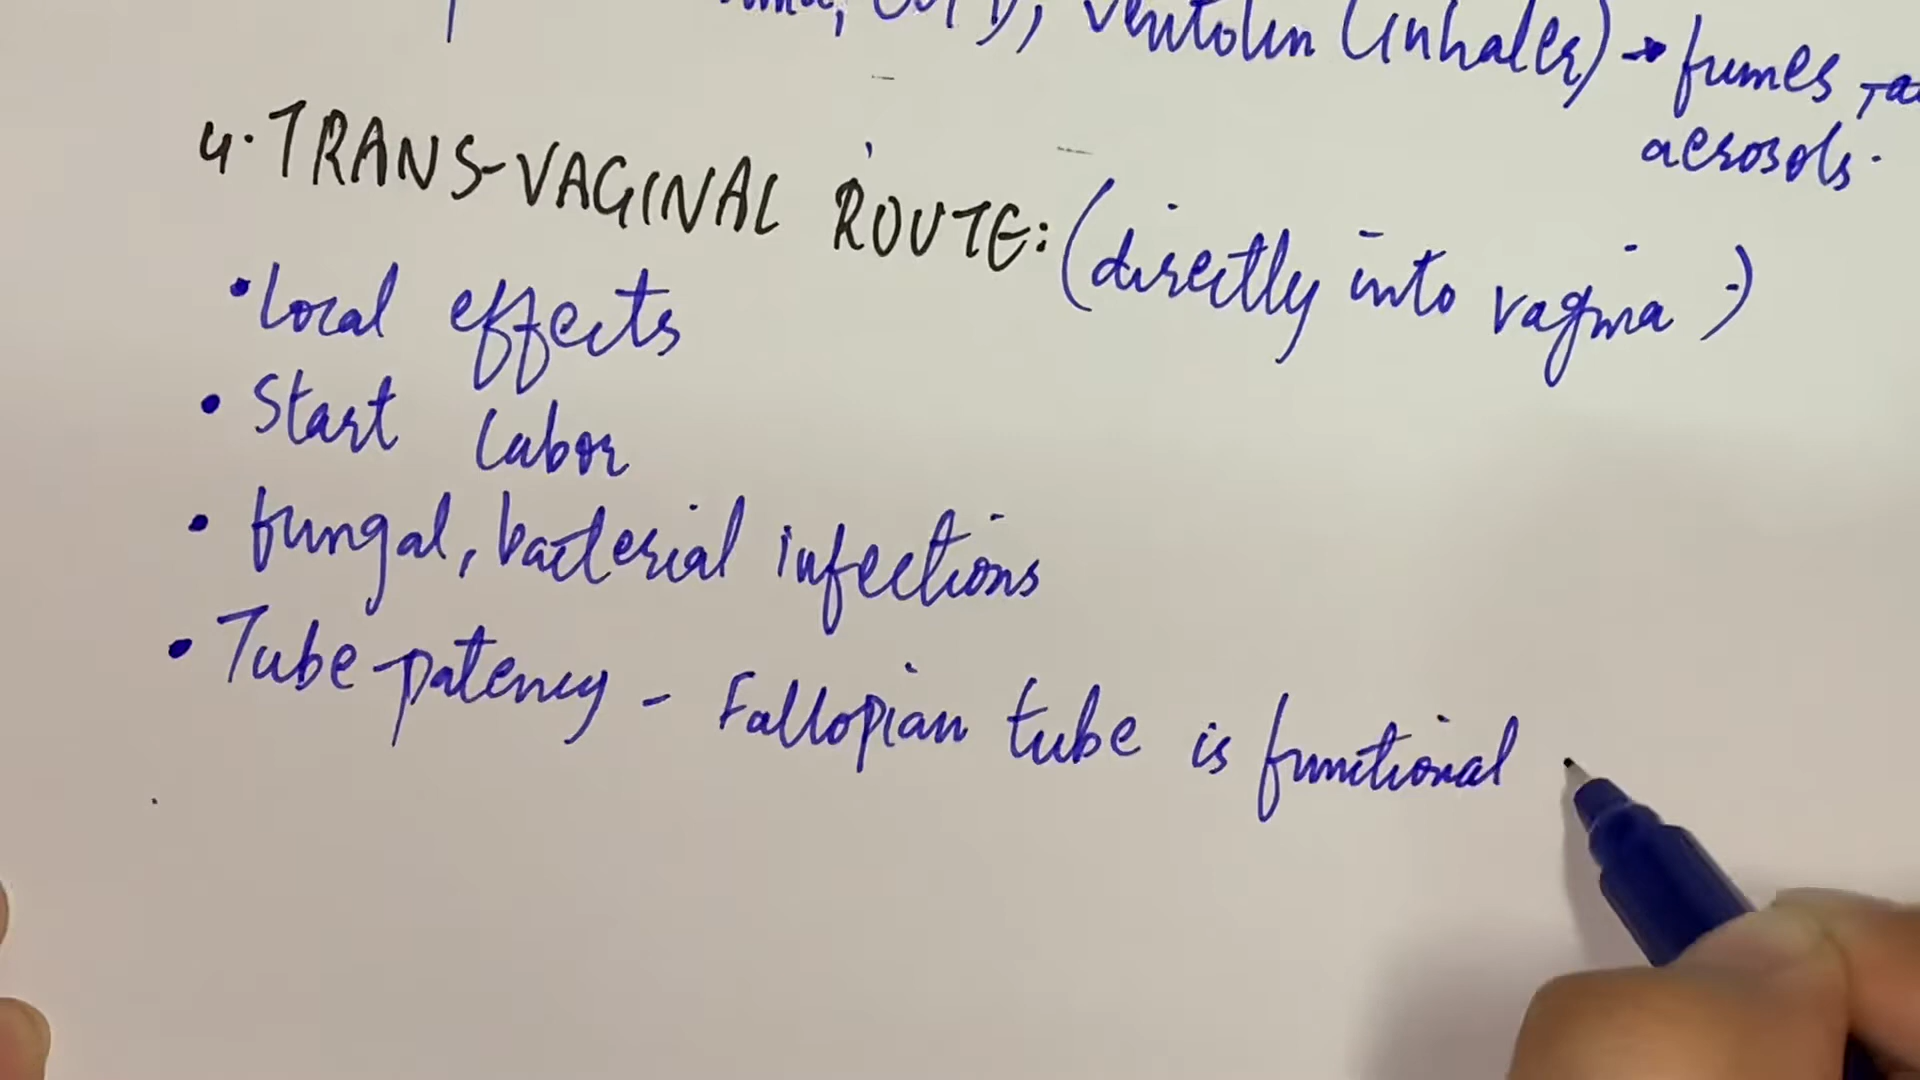 Ventolin (inhaler) → fumes,
aerosols.
4. TRANS-VAGINAL ROUTE: (directly into vagina.)
• Local effects
• Start labor
• fungal, bacterial infections
• Tube patency - Fallopian tube is functional